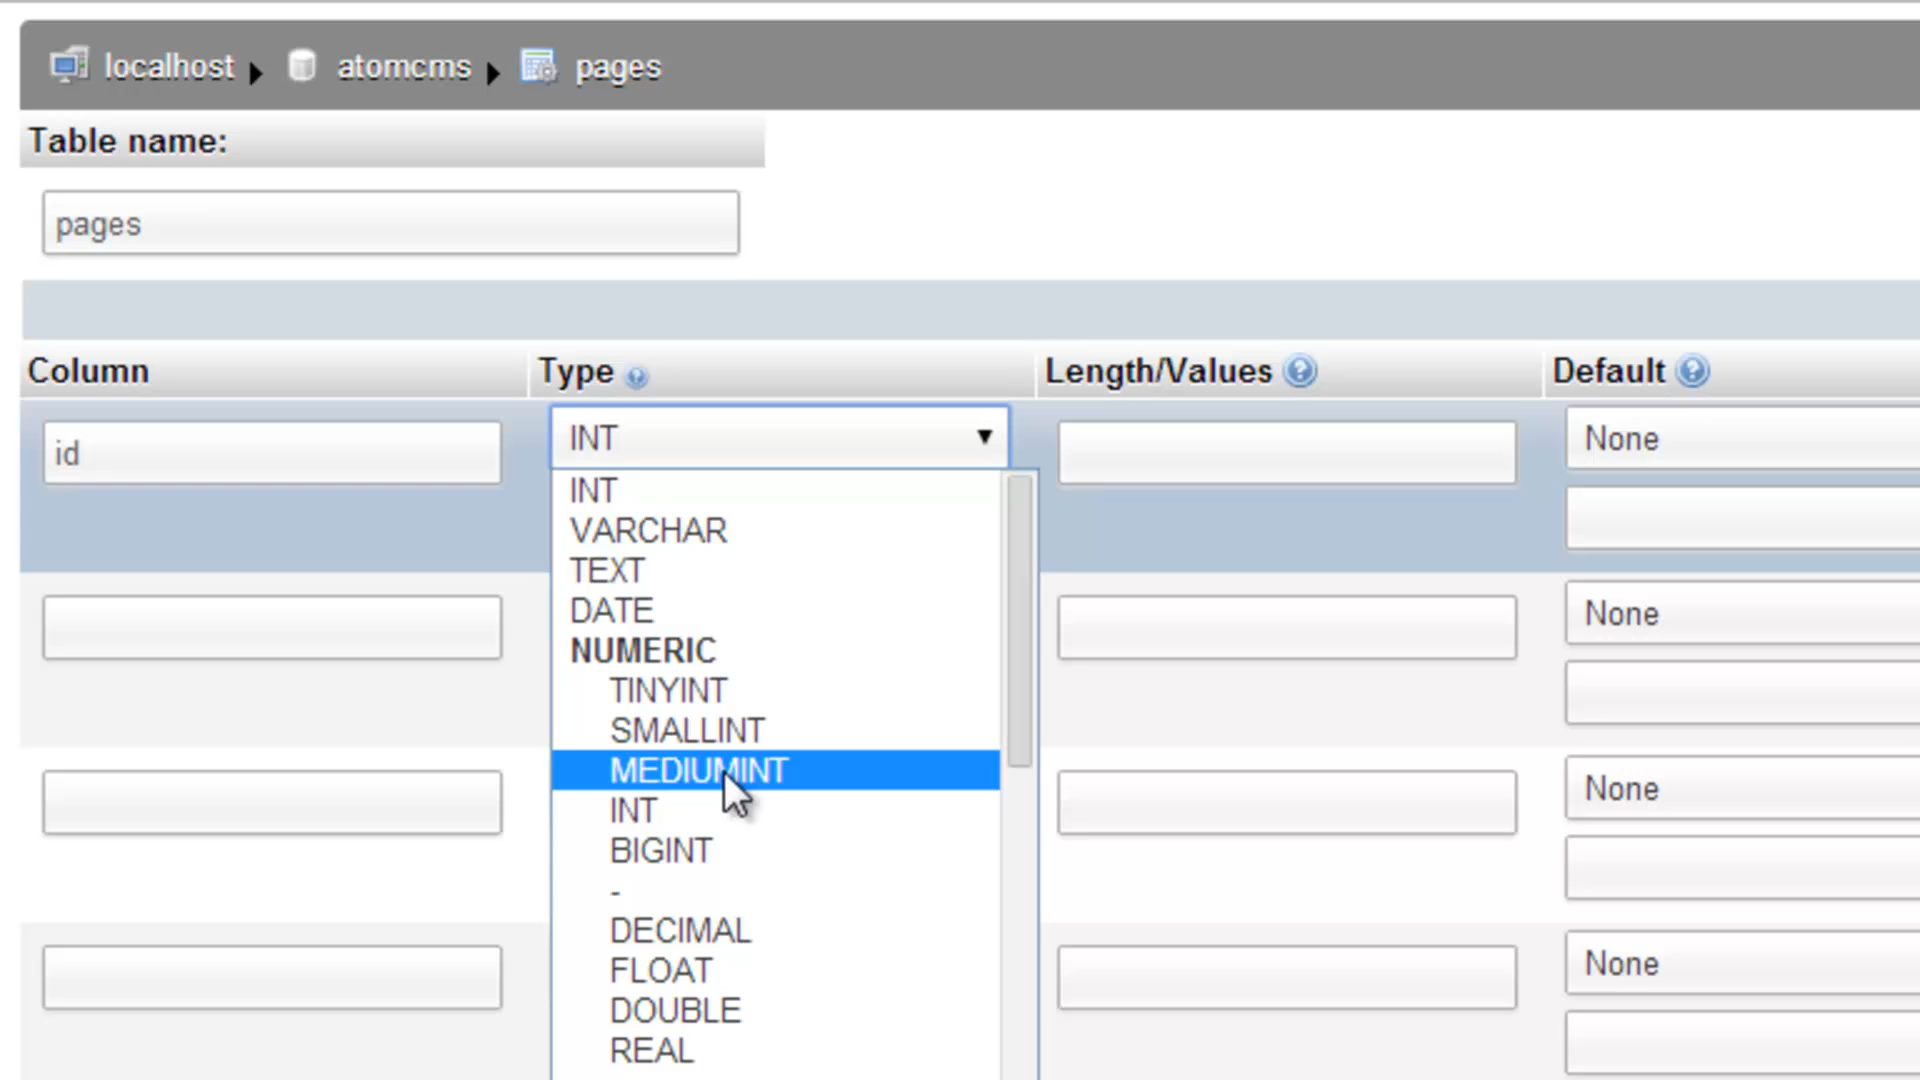 localhost ▸ atomcms ▸ pages
Table name:
pages
Column Type Length/Values Default
id INT None
INT
VARCHAR
TEXT
DATE
NUMERIC
None
TINYINT
SMALLINT
MEDIUMINT
None
INT
BIGINT
-
DECIMAL
FLOAT
None
DOUBLE
REAL